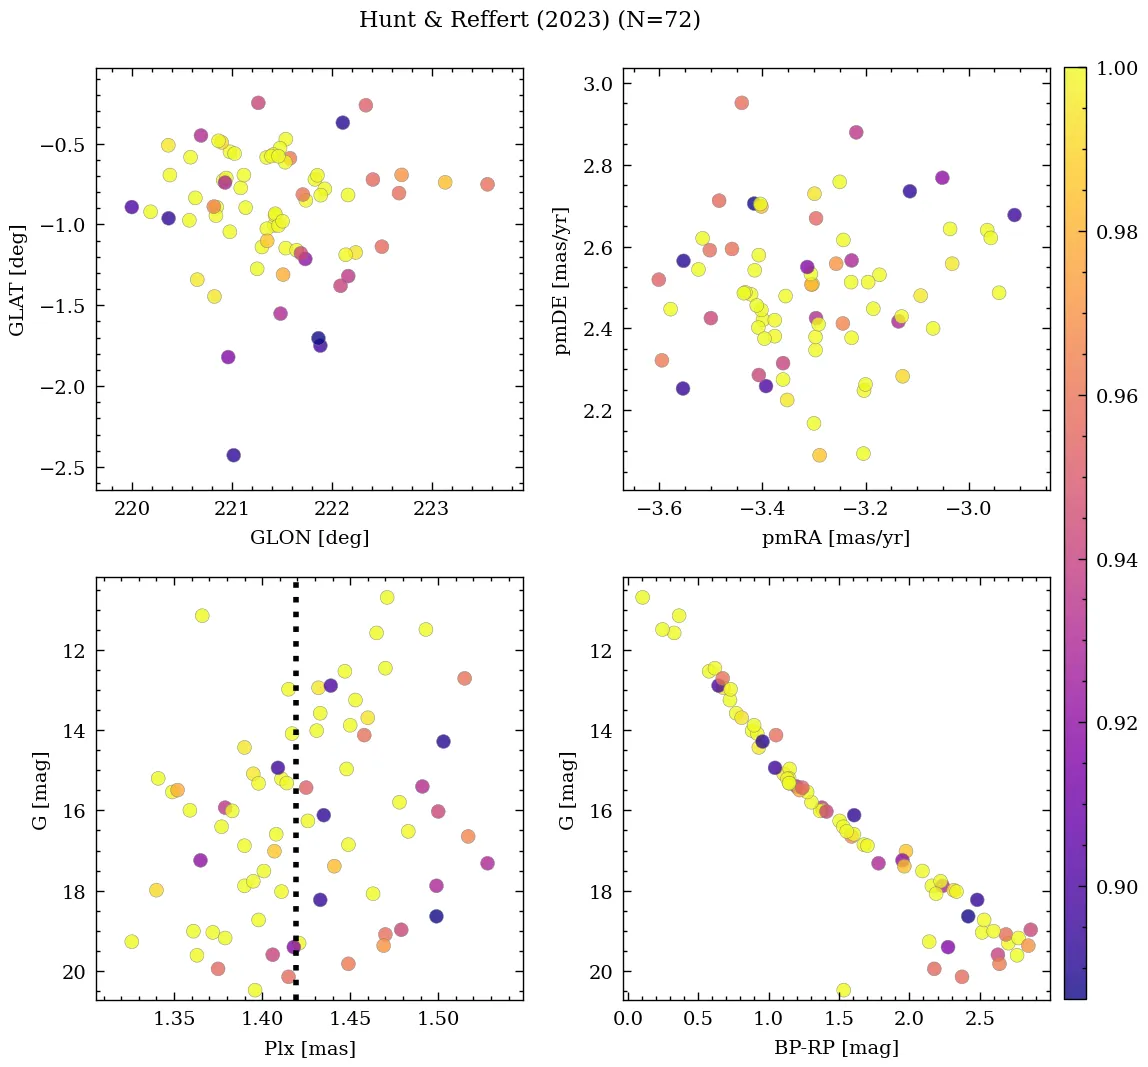 Hunt & Reffert (2023) (N=72)
−0.5
−1.0
−1.5
−2.0
−2.5
GLAT [deg]
220 221 222 223
GLON [deg]
3.0
2.8
2.6
2.4
2.2
pmDE [mas/yr]
−3.6 −3.4 −3.2 −3.0
pmRA [mas/yr]
1.00
0.98
0.96
0.94
0.92
0.90
12
14
16
18
20
G [mag]
1.35 1.40 1.45 1.50
Plx [mas]
12
14
16
18
20
G [mag]
0.0 0.5 1.0 1.5 2.0 2.5
BP-RP [mag]